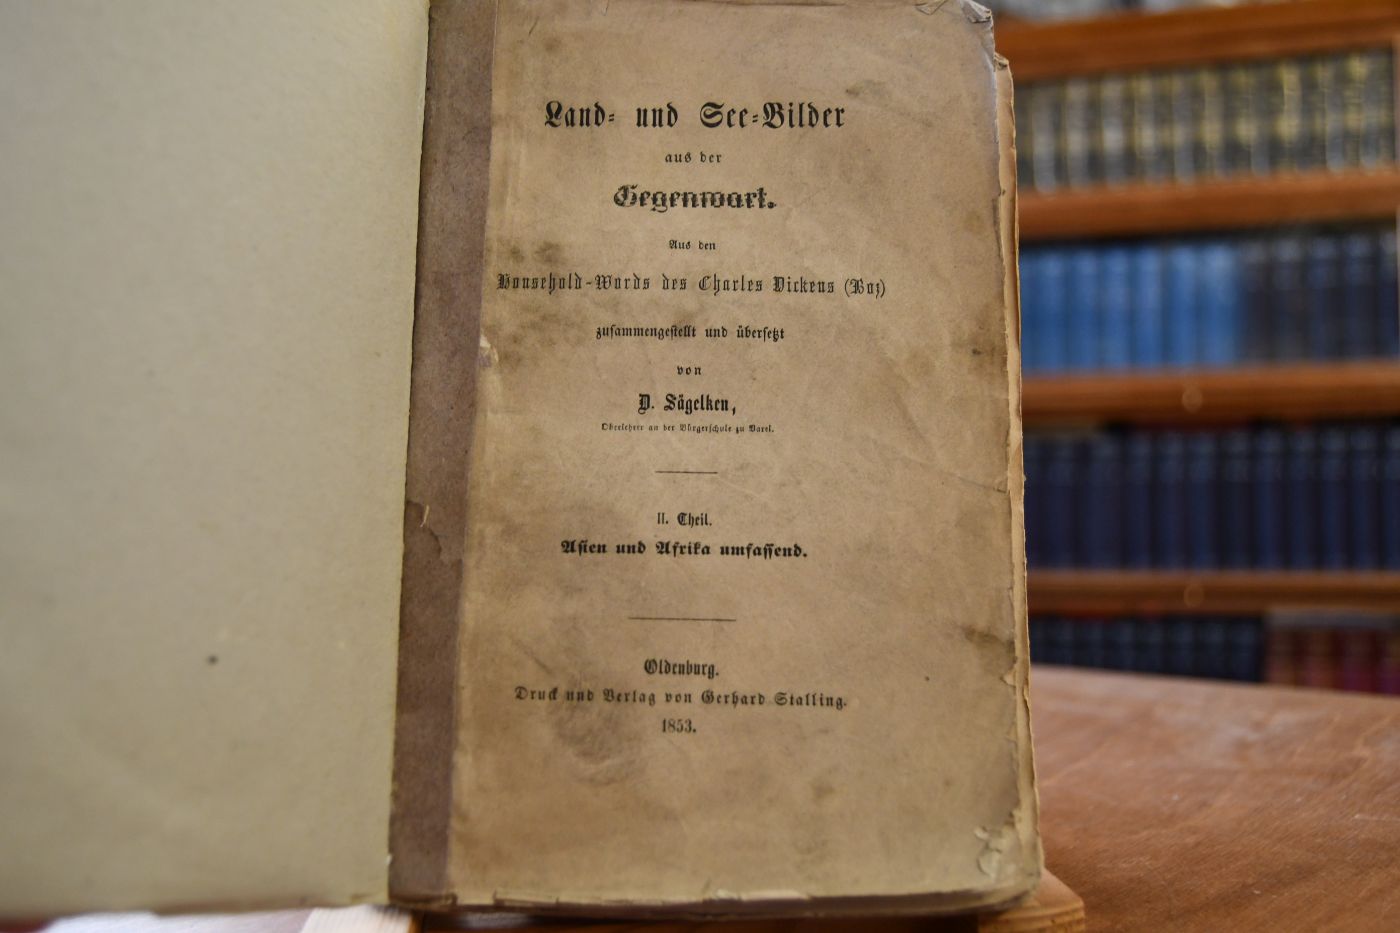 Land- und See-Bilder
aus der
Gegenwart.
Aus den
Household-Words des Charles Dickens (Boz)
zusammengestellt und übersetzt
von
D. Sägelken,
Oberlehrer an der Bürgerschule zu Varel.
II. Theil.
Asien und Afrika umfassend.
Oldenburg.
Druck und Verlag von Gerhard Stalling.
1853.